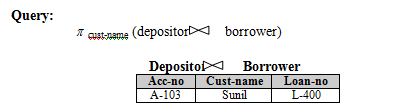 Query:
π cust-name (depositor⋈ borrower)
Depositor⋈ Borrower
Acc-no Cust-name Loan-no
A-103 Sunil L-400